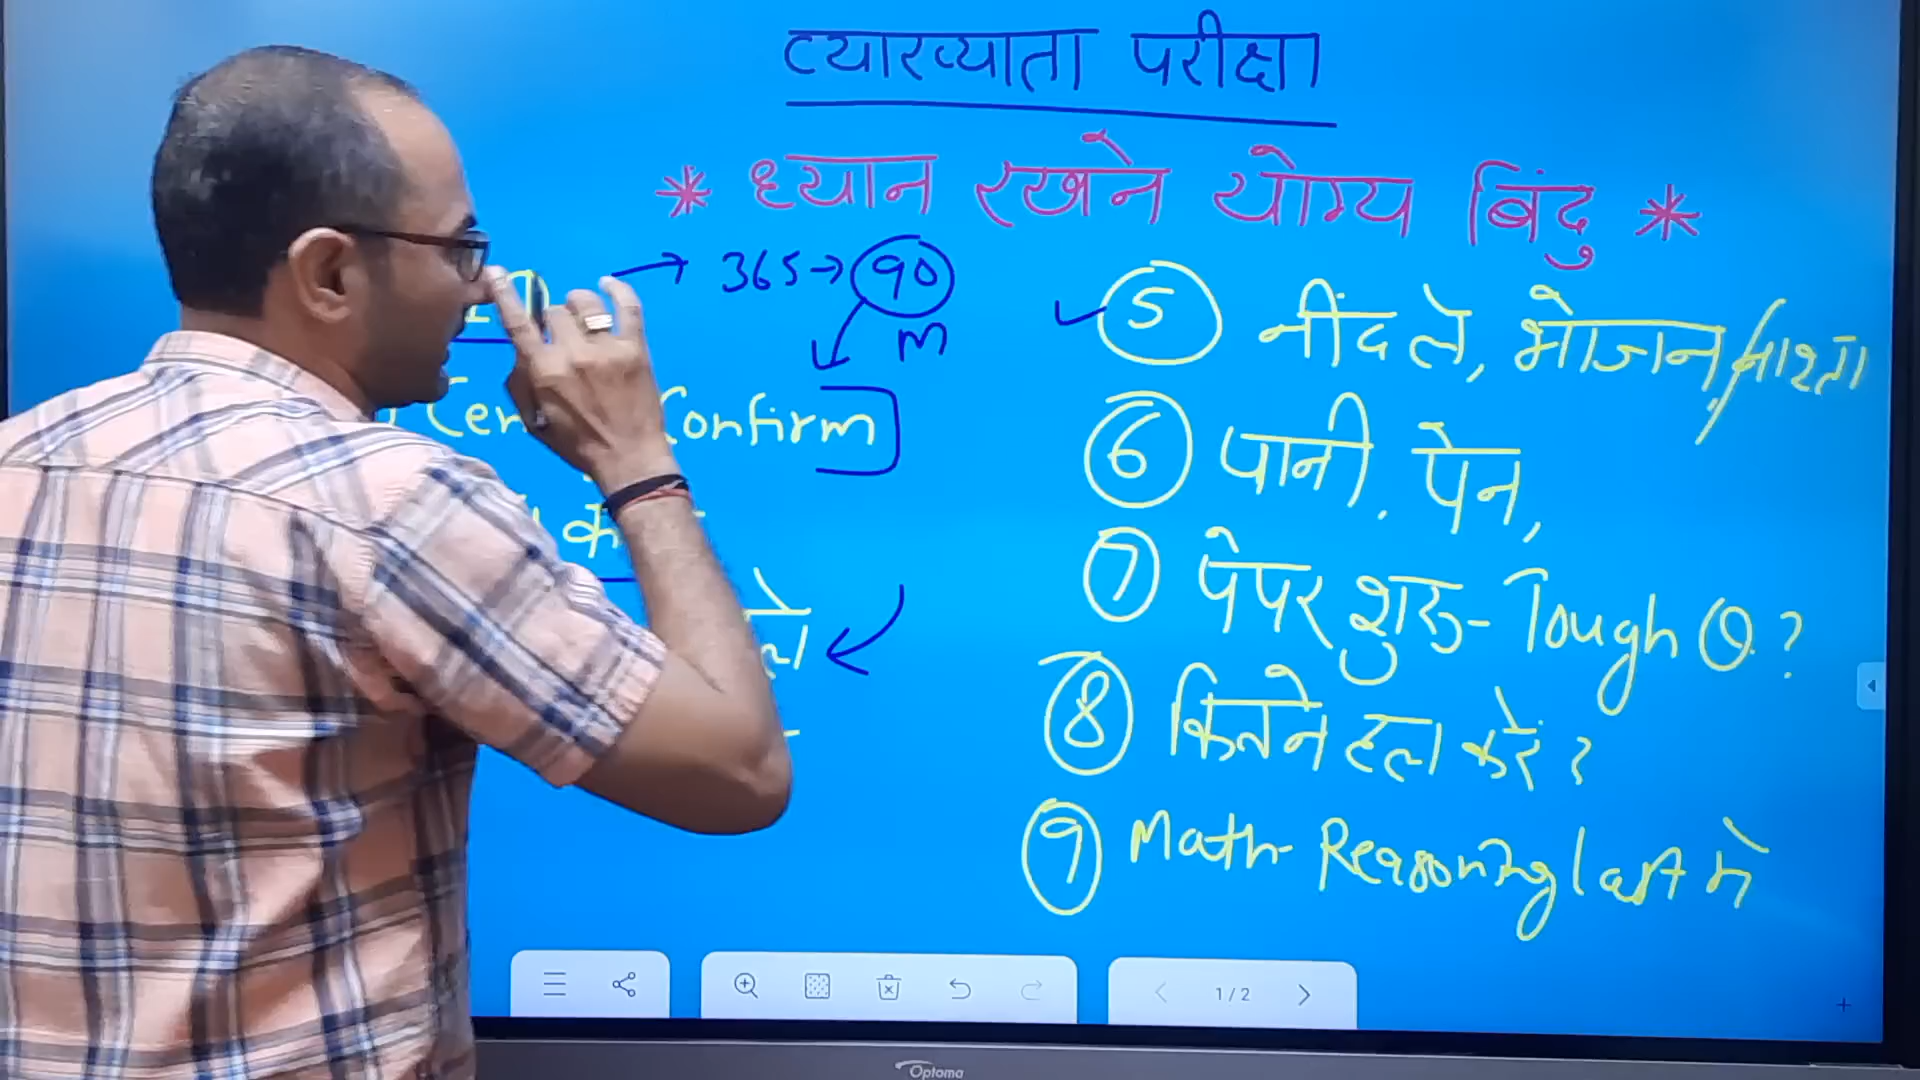 व्याख्याता परीक्षा
* ध्यान रखने योग्य बिंदु *
→ 365 → 90
m
Confirm
⑤ नींद ले, भोजन/नाश्ता
⑥ पानी, पेन,
⑦ पेपर शुरू - Tough Q.?
⑧ कितने हल करें?
⑨ Math - Reasoning last में
1/2
Optoma